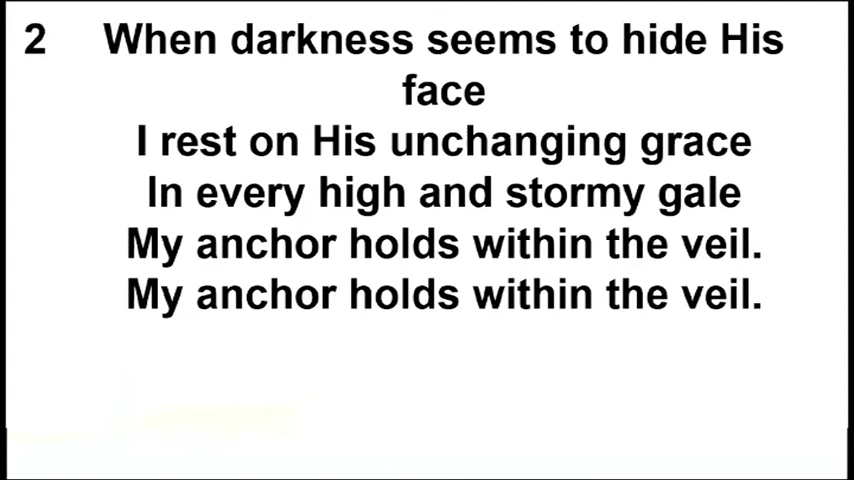 2 When darkness seems to hide His
face
I rest on His unchanging grace
In every high and stormy gale
My anchor holds within the veil.
My anchor holds within the veil.